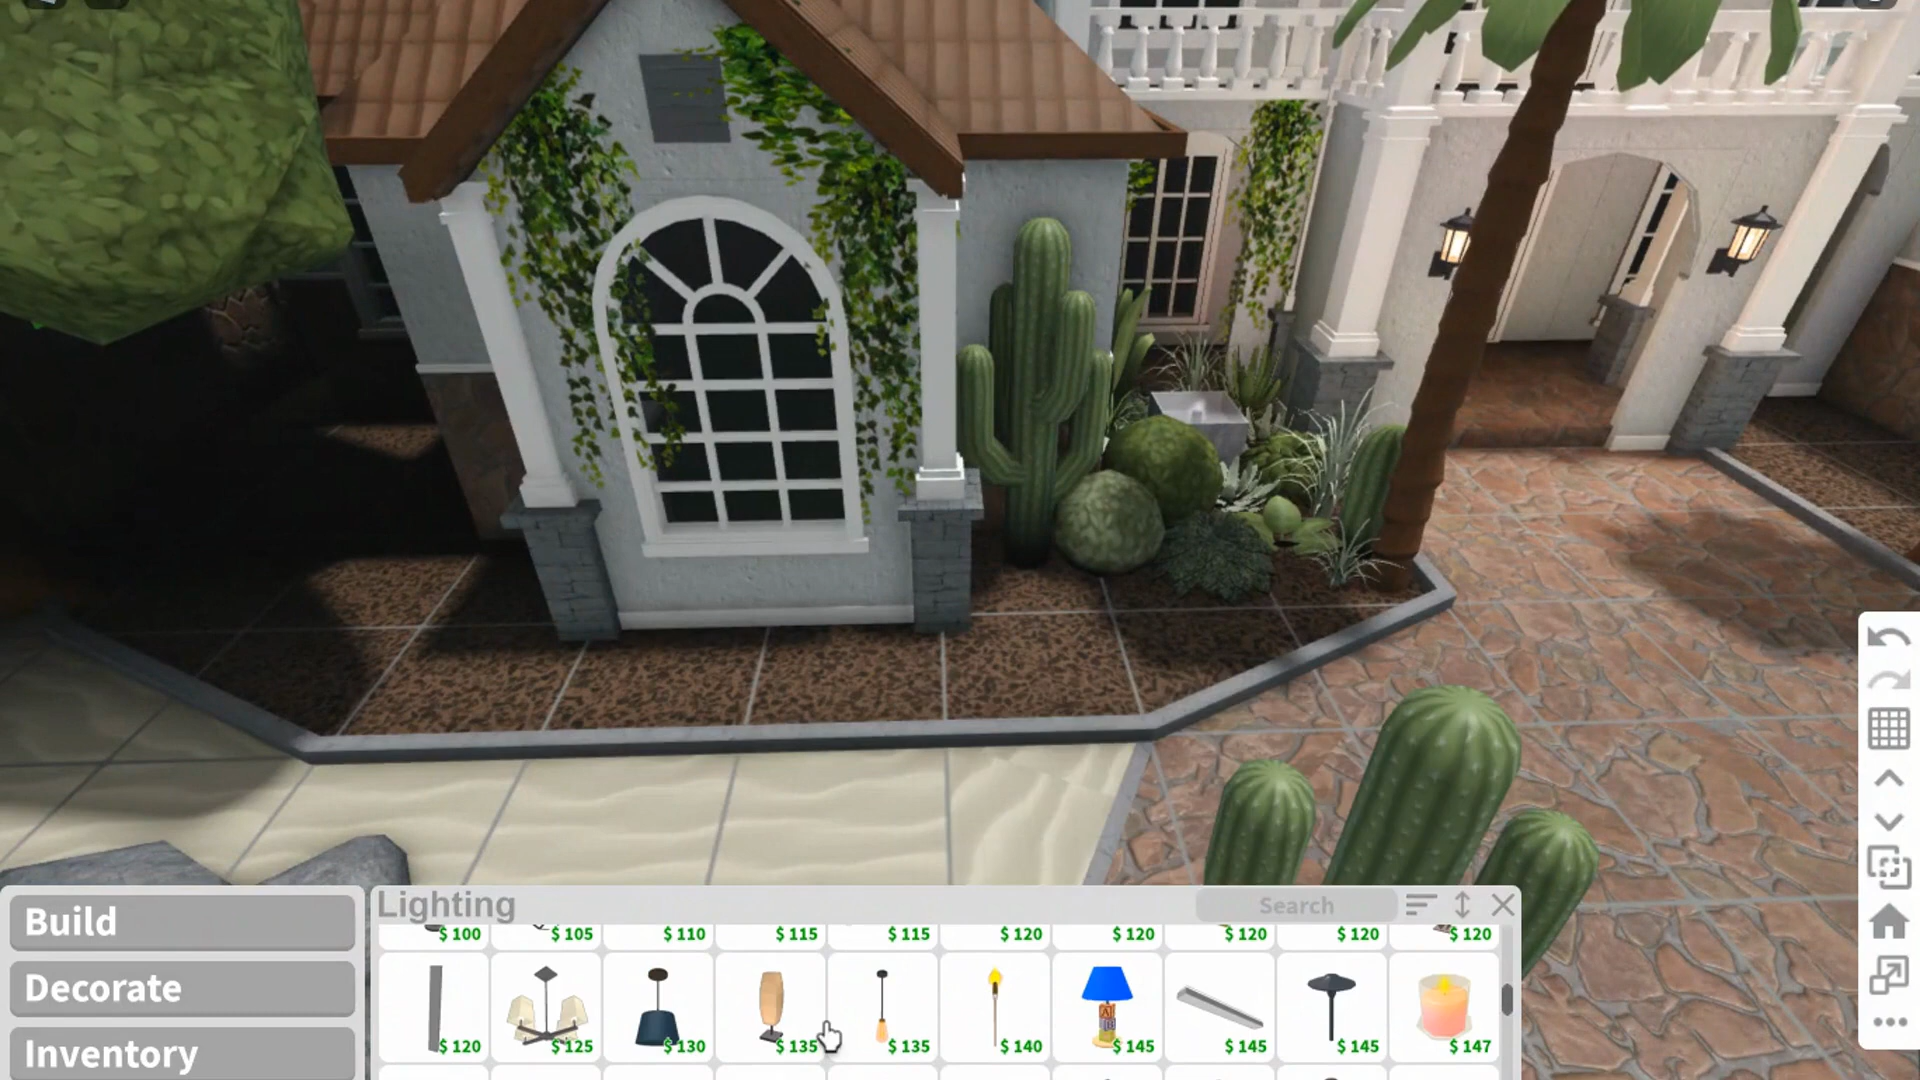 Lighting
Search
$ 100 $ 105 $ 110 $ 115 $ 115 $ 120 $ 120 $ 120 $ 120 $ 120
$ 120 $ 125 $ 130 $ 135 $ 135 $ 140 $ 145 $ 145 $ 145 $ 147
Build
Decorate
Inventory